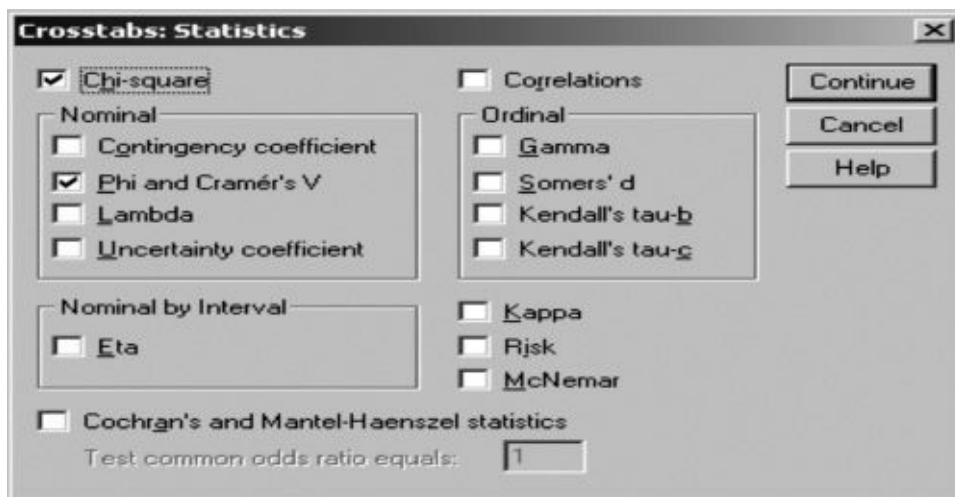 Crosstabs: Statistics
Chi-square
Correlations
Continue
Nominal
Ordinal
Cancel
Contingency coefficient
Gamma
Help
Phi and Cramér's V
Somers' d
Lambda
Kendall's tau-b
Uncertainty coefficient
Kendall's tau-c
Nominal by Interval
Kappa
Eta
Risk
McNemar
Cochran's and Mantel-Haenszel statistics
Test common odds ratio equals: 1